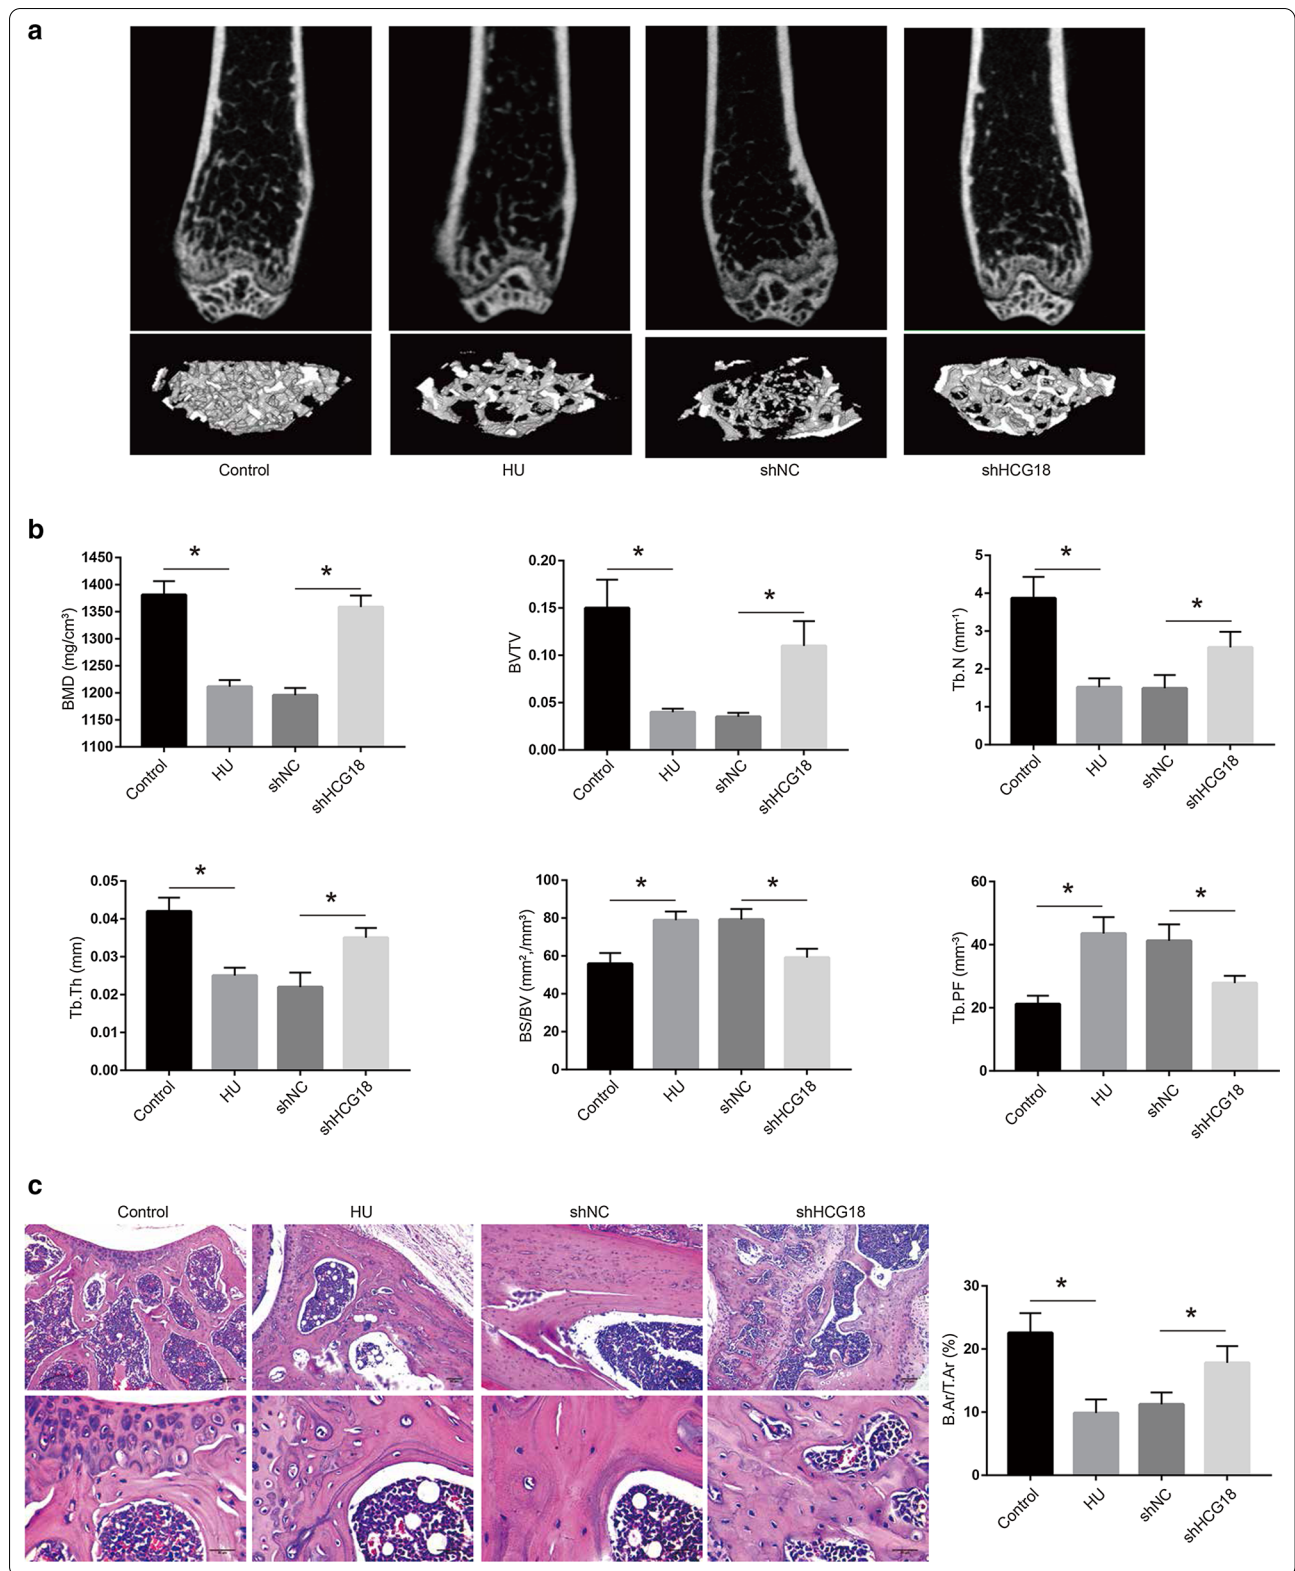 a
Control HU shNC shHCG18
b
1450
1400
1350
1300
1250
1200
1150
1100
BMD (mg/cm³)
*
*
Control HU shNC shHCG18
0.20
0.15
0.10
0.05
0.00
BVTV
*
*
Control HU shNC shHCG18
5
4
3
2
1
0
Tb.N (mm-1)
*
*
Control HU shNC shHCG18
0.05
0.04
0.03
0.02
0.01
0.00
Tb.Th (mm)
*
*
Control HU shNC shHCG18
100
80
60
40
20
0
BS/BV (mm²,/mm³)
*
*
Control HU shNC shHCG18
60
40
20
0
Tb.PF (mm-3)
*
*
Control HU shNC shHCG18
c
Control HU shNC shHCG18
30
20
10
0
B.Ar/T.Ar (%)
*
*
Control HU shNC shHCG18